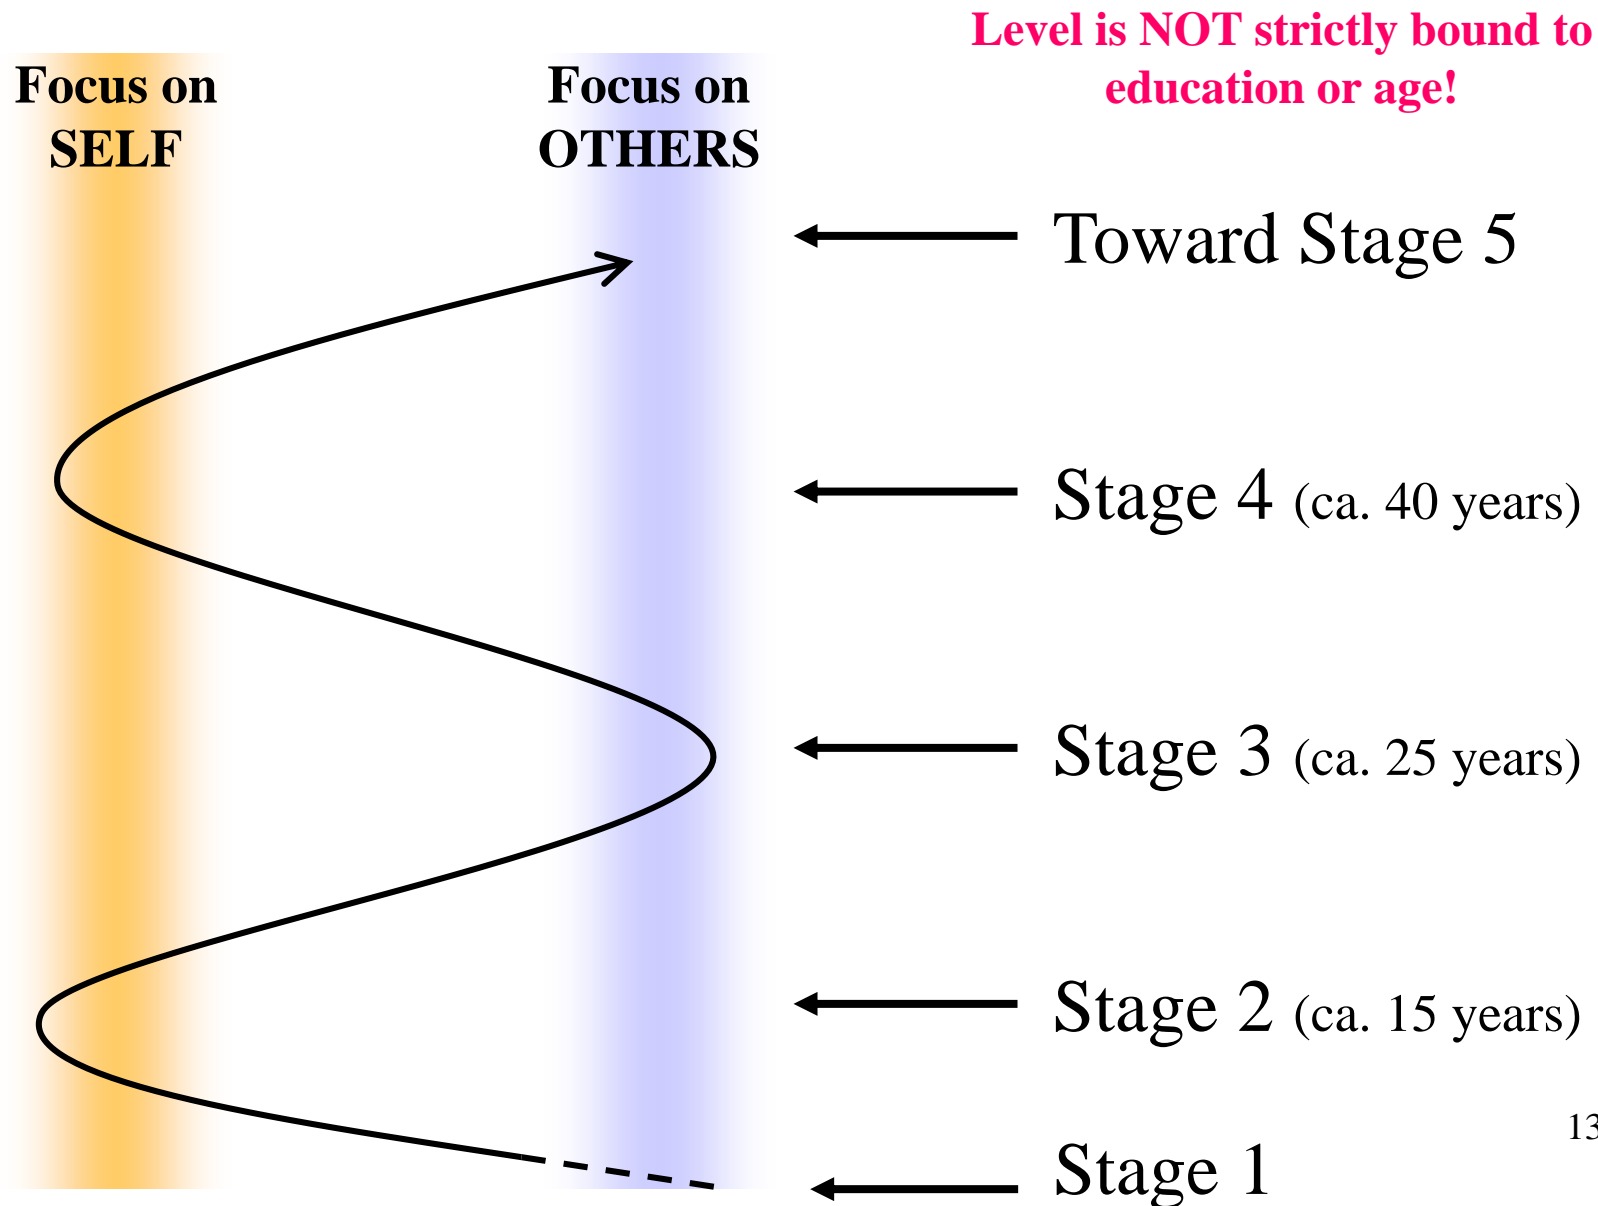 Level is NOT strictly bound to
education or age!
Focus on
SELF
Focus on
OTHERS
Toward Stage 5
Stage 4 (ca. 40 years)
Stage 3 (ca. 25 years)
Stage 2 (ca. 15 years)
13
Stage 1